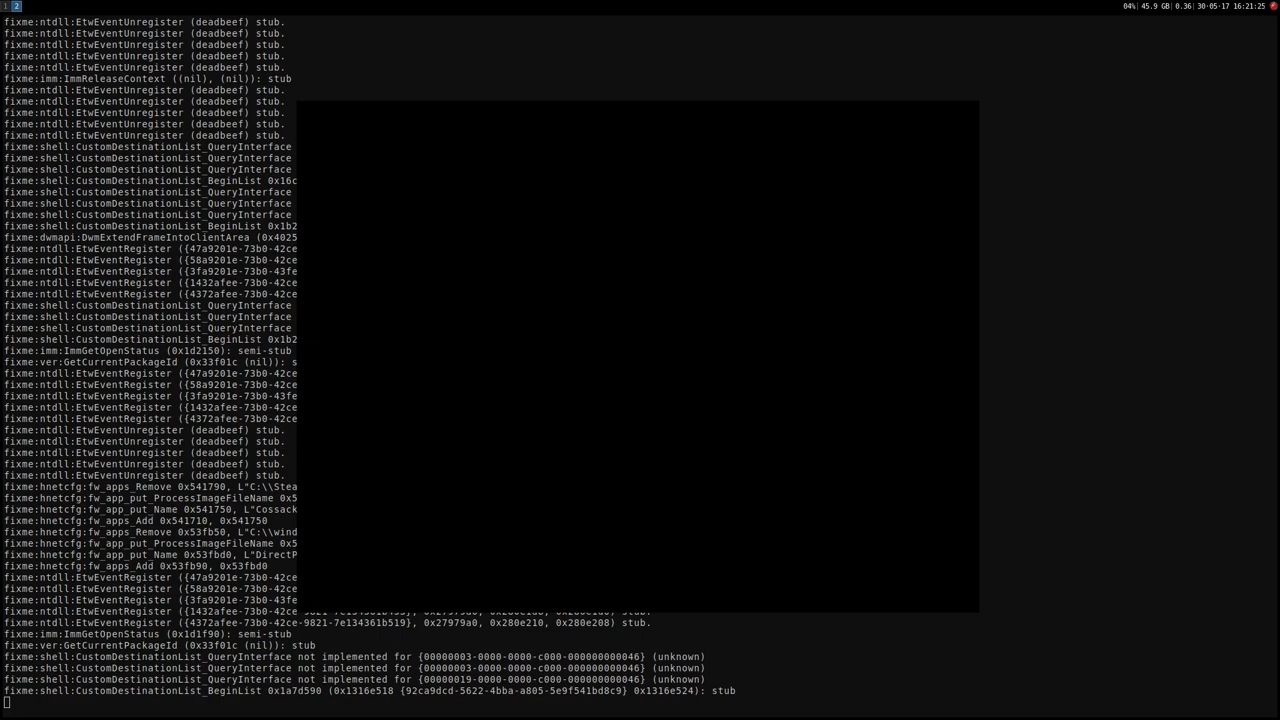 1 2 04% 45.9 GB 0.36 30-05-17 16:21:25
fixme:ntdll:EtwEventUnregister (deadbeef) stub.
fixme:ntdll:EtwEventUnregister (deadbeef) stub.
fixme:ntdll:EtwEventUnregister (deadbeef) stub.
fixme:ntdll:EtwEventUnregister (deadbeef) stub.
fixme:ntdll:EtwEventUnregister (deadbeef) stub.
fixme:imm:ImmReleaseContext ((nil), (nil)): stub
fixme:ntdll:EtwEventUnregister (deadbeef) stub.
fixme:ntdll:EtwEventUnregister (deadbeef) stub.
fixme:ntdll:EtwEventUnregister (deadbeef) stub.
fixme:ntdll:EtwEventUnregister (deadbeef) stub.
fixme:ntdll:EtwEventUnregister (deadbeef) stub.
fixme:shell:CustomDestinationList_QueryInterface
fixme:shell:CustomDestinationList_QueryInterface
fixme:shell:CustomDestinationList_QueryInterface
fixme:shell:CustomDestinationList_BeginList 0x16c
fixme:shell:CustomDestinationList_QueryInterface
fixme:shell:CustomDestinationList_QueryInterface
fixme:shell:CustomDestinationList_QueryInterface
fixme:shell:CustomDestinationList_BeginList 0x1b2
fixme:dwmapi:DwmExtendFrameIntoClientArea (0x4025
fixme:ntdll:EtwEventRegister ({47a9201e-73b0-42ce
fixme:ntdll:EtwEventRegister ({58a9201e-73b0-42ce
fixme:ntdll:EtwEventRegister ({3fa9201e-73b0-43fe
fixme:ntdll:EtwEventRegister ({1432afee-73b0-42ce
fixme:ntdll:EtwEventRegister ({4372afee-73b0-42ce
fixme:shell:CustomDestinationList_QueryInterface
fixme:shell:CustomDestinationList_QueryInterface
fixme:shell:CustomDestinationList_QueryInterface
fixme:shell:CustomDestinationList_BeginList 0x1b2
fixme:imm:ImmGetOpenStatus (0x1d2150): semi-stub
fixme:ver:GetCurrentPackageId (0x33f01c (nil)): s
fixme:ntdll:EtwEventRegister ({47a9201e-73b0-42ce
fixme:ntdll:EtwEventRegister ({58a9201e-73b0-42ce
fixme:ntdll:EtwEventRegister ({3fa9201e-73b0-43fe
fixme:ntdll:EtwEventRegister ({1432afee-73b0-42ce
fixme:ntdll:EtwEventRegister ({4372afee-73b0-42ce
fixme:ntdll:EtwEventUnregister (deadbeef) stub.
fixme:ntdll:EtwEventUnregister (deadbeef) stub.
fixme:ntdll:EtwEventUnregister (deadbeef) stub.
fixme:ntdll:EtwEventUnregister (deadbeef) stub.
fixme:ntdll:EtwEventUnregister (deadbeef) stub.
fixme:hnetcfg:fw_apps_Remove 0x541790, L"C:\\Stea
fixme:hnetcfg:fw_app_put_ProcessImageFileName 0x5
fixme:hnetcfg:fw_app_put_Name 0x541750, L"Cossack
fixme:hnetcfg:fw_apps_Add 0x541710, 0x541750
fixme:hnetcfg:fw_apps_Remove 0x53fb50, L"C:\\wind
fixme:hnetcfg:fw_app_put_ProcessImageFileName 0x5
fixme:hnetcfg:fw_app_put_Name 0x53fbd0, L"DirectP
fixme:hnetcfg:fw_apps_Add 0x53fb90, 0x53fbd0
fixme:ntdll:EtwEventRegister ({47a9201e-73b0-42ce
fixme:ntdll:EtwEventRegister ({58a9201e-73b0-42ce
fixme:ntdll:EtwEventRegister ({3fa9201e-73b0-43fe
fixme:ntdll:EtwEventRegister ({1432afee-73b0-42ce stub.
fixme:ntdll:EtwEventRegister ({4372afee-73b0-42ce-9821-7e134361b519}, 0x27979a0, 0x280e210, 0x280e208) stub.
fixme:imm:ImmGetOpenStatus (0x1d1f90): semi-stub
fixme:ver:GetCurrentPackageId (0x33f01c (nil)): stub
fixme:shell:CustomDestinationList_QueryInterface not implemented for {00000003-0000-0000-c000-000000000046} (unknown)
fixme:shell:CustomDestinationList_QueryInterface not implemented for {00000003-0000-0000-c000-000000000046} (unknown)
fixme:shell:CustomDestinationList_QueryInterface not implemented for {00000019-0000-0000-c000-000000000046} (unknown)
fixme:shell:CustomDestinationList_BeginList 0x1a7d590 (0x1316e518 {92ca9dcd-5622-4bba-a805-5e9f541bd8c9} 0x1316e524): stub